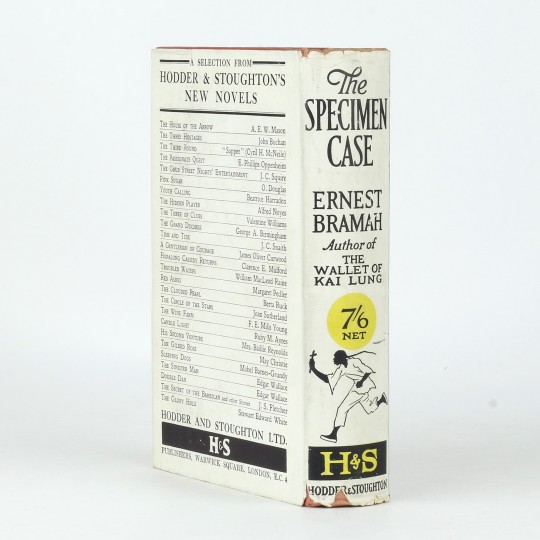 A SELECTION FROM
HODDER & STOUGHTON'S
NEW NOVELS
THE HOUSE OF THE ARROW A. E. W. Mason
THE THREE HOSTAGES John Buchan
THE THIRD ROUND "Sapper" (Cyril H. McNeile)
THE PASSIONATE QUEST E. Phillips Oppenheim
THE GRUB STREET NIGHTS' ENTERTAINMENT J. C. Squire
PINK SUGAR O. Douglas
YOUTH CALLING Beatrice Harraden
THE HIDDEN PLAYER Alfred Noyes
THE THREE OF CLUBS Valentine Williams
THE GRAND DUCHESS George A. Birmingham
TIME AND TIDE J. C. Snaith
A GENTLEMAN OF COURAGE James Oliver Curwood
HOPALONG CASSIDY RETURNS Clarence E. Mulford
TROUBLED WATERS William MacLeod Raine
RED ASHES Margaret Pedler
THE CLOUDED PEARL Berta Ruck
THE CIRCLE OF THE STARS Joan Sutherland
THE WINE FARM F. E. Mills Young
CANDLE LIGHT Ruby M. Ayres
HIS SECOND VENTURE Mrs. Baillie Reynolds
THE GILDED ROSE May Christie
SLEEPING DOGS Mabel Barnes-Grundy
THE SINISTER MAN Edgar Wallace
DOUBLE DAN Edgar Wallace
THE SECRET OF THE BARBICAN and other Stories J. S. Fletcher
THE GLORY HOLE Stewart Edward White
HODDER AND STOUGHTON LTD.
H&S
PUBLISHERS, WARWICK SQUARE, LONDON, E.C. 4
The
SPECIMEN
CASE
ERNEST
BRAMAH
Author of
THE
WALLET OF
KAI LUNG
7/6
NET
H&S
HODDER & STOUGHTON